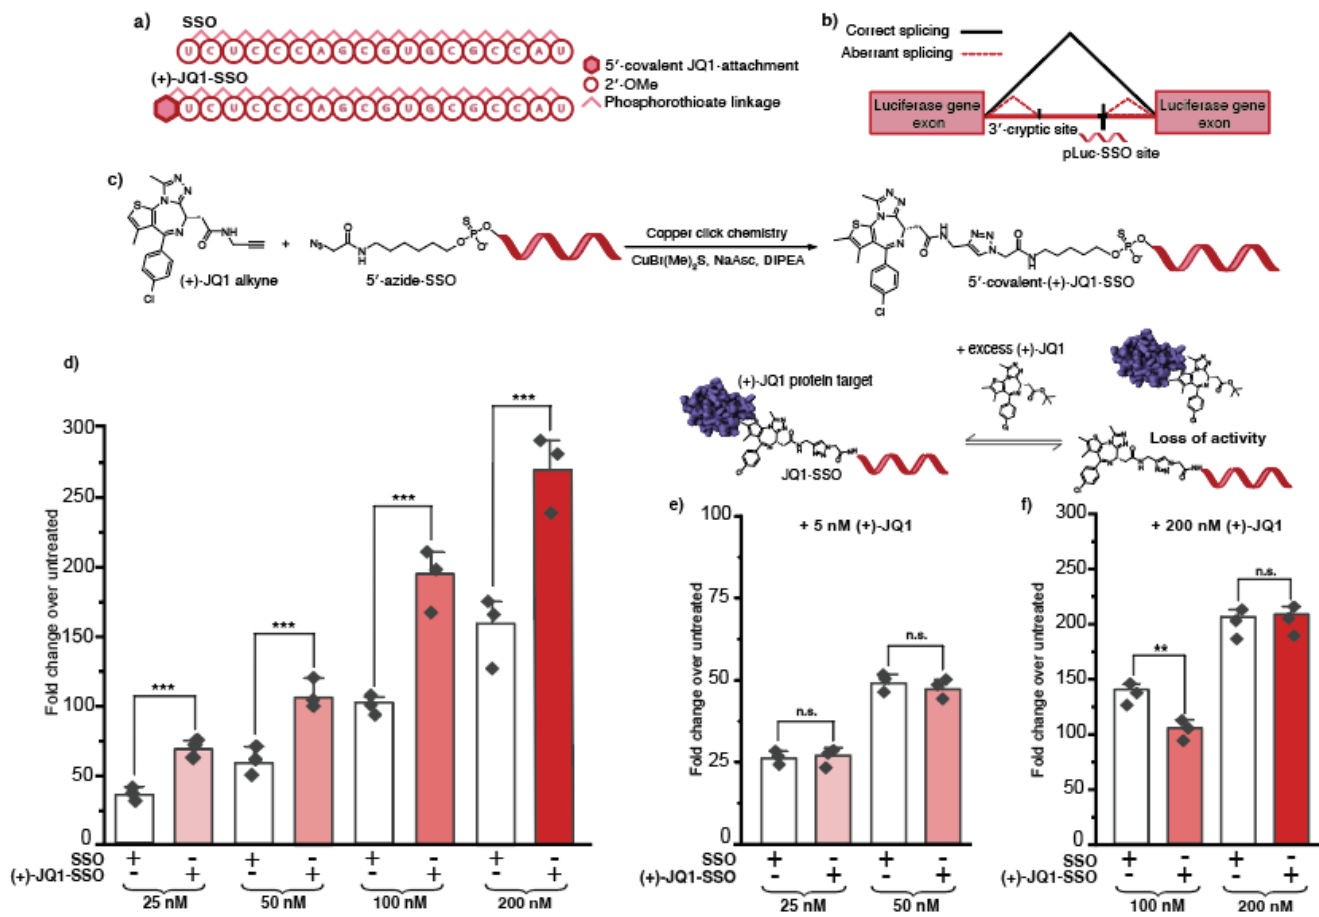 a)
SSO
U C U C C C A G C G U G C G C C A U
(+)-JQ1-SSO
U C U C C C A G C G U G C G C C A U
5′-covalent JQ1-attachment
2′-OMe
Phosphorothioate linkage
b)
Correct splicing
Aberrant splicing
Luciferase gene
exon
3′-cryptic site
pLuc-SSO site
Luciferase gene
exon
c)
(+)-JQ1 alkyne
+
5′-azide-SSO
Copper click chemistry
CuBr(Me)2S, NaAsc, DIPEA
5′-covalent-(+)-JQ1-SSO
d)
Fold change over untreated
300
250
200
150
100
50
0
***
***
***
***
SSO + - + - + - + -
(+)-JQ1-SSO - + - + - + - +
25 nM 50 nM 100 nM 200 nM
(+)-JQ1 protein target
JQ1-SSO
+ excess (+)-JQ1
Loss of activity
e)
+ 5 nM (+)-JQ1
Fold change over untreated
100
75
50
25
0
n.s.
n.s.
SSO + - + -
(+)-JQ1-SSO - + - +
25 nM 50 nM
f)
+ 200 nM (+)-JQ1
Fold change over untreated
300
250
200
150
100
50
0
**
n.s.
SSO + - + -
(+)-JQ1-SSO - + - +
100 nM 200 nM